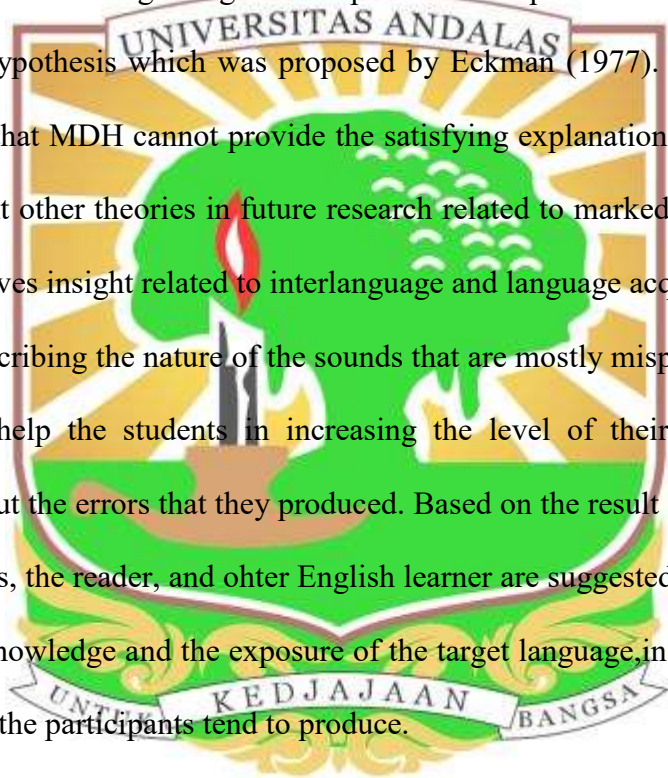 UNIVERSITAS ANDALAS
ypothesis which was proposed by Eckman (1977).
hat MDH cannot provide the satisfying explanation
t other theories in future research related to marked
ves insight related to interlanguage and language acq
cribing the nature of the sounds that are mostly misp
help the students in increasing the level of their
ut the errors that they produced. Based on the result
s, the reader, and ohter English learner are suggested
nowledge and the exposure of the target language,in
the participants tend to produce.
UNTUK KEDJAJAAN BANGSA